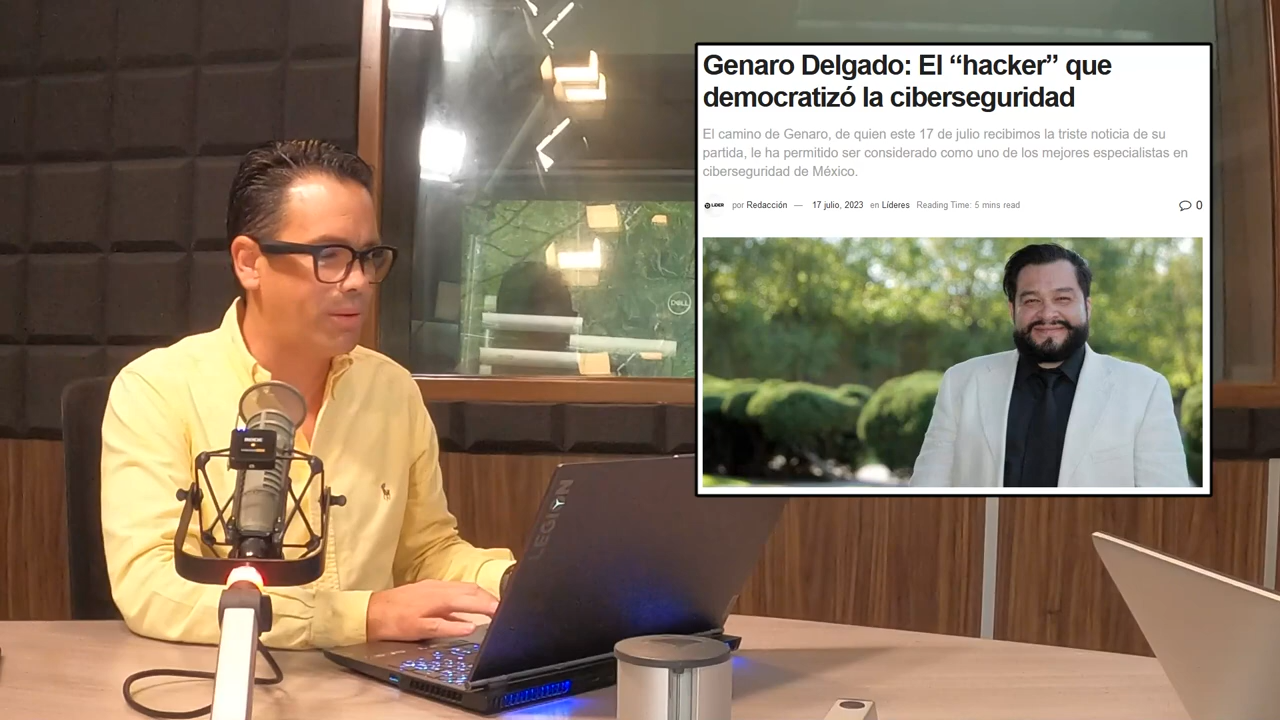 Genaro Delgado: El “hacker” que
democratizó la ciberseguridad
El camino de Genaro, de quien este 17 de julio recibimos la triste noticia de su
partida, le ha permitido ser considerado como uno de los mejores especialistas en
ciberseguridad de México.
LÍDER por Redacción — 17 julio, 2023 en Líderes Reading Time: 5 mins read 0
DELL
RODE
LEGION